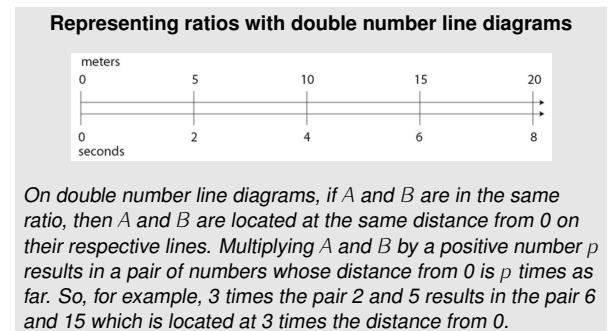 Representing ratios with double number line diagrams
meters
0 5 10 15 20
0 2 4 6 8
seconds
On double number line diagrams, if A and B are in the same
ratio, then A and B are located at the same distance from 0 on
their respective lines. Multiplying A and B by a positive number p
results in a pair of numbers whose distance from 0 is p times as
far. So, for example, 3 times the pair 2 and 5 results in the pair 6
and 15 which is located at 3 times the distance from 0.